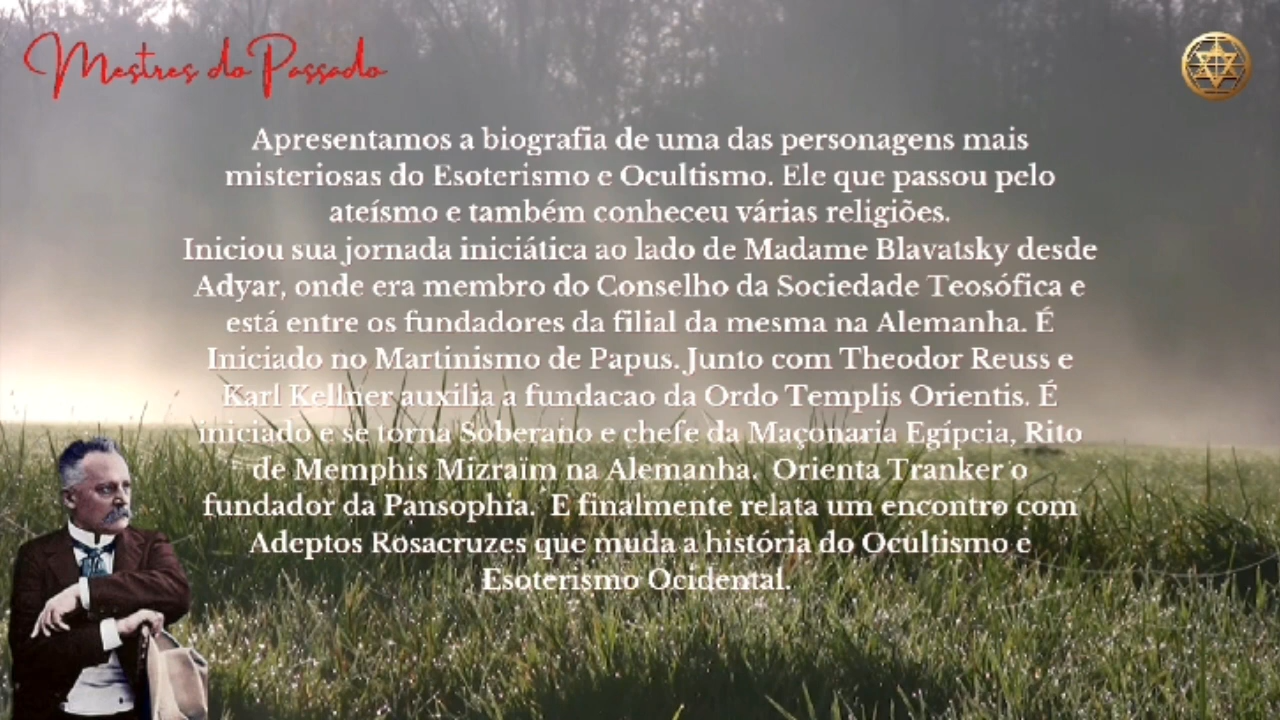 Mestres do Passado
Apresentamos a biografia de uma das personagens mais
misteriosas do Esoterismo e Ocultismo. Ele que passou pelo
ateísmo e também conheceu várias religiões.
Iniciou sua jornada iniciática ao lado de Madame Blavatsky desde
Adyar, onde era membro do Conselho da Sociedade Teosófica e
está entre os fundadores da filial da mesma na Alemanha. É
Iniciado no Martinismo de Papus. Junto com Theodor Reuss e
Karl Kellner auxilia a fundacao da Ordo Templis Orientis. É
iniciado e se torna Soberano e chefe da Maçonaria Egípcia, Rito
de Memphis Mizraim na Alemanha. Orienta Tranker o
fundador da Pansophia. E finalmente relata um encontro com
Adeptos Rosacruzes que muda a história do Ocultismo e
Esoterismo Ocidental.